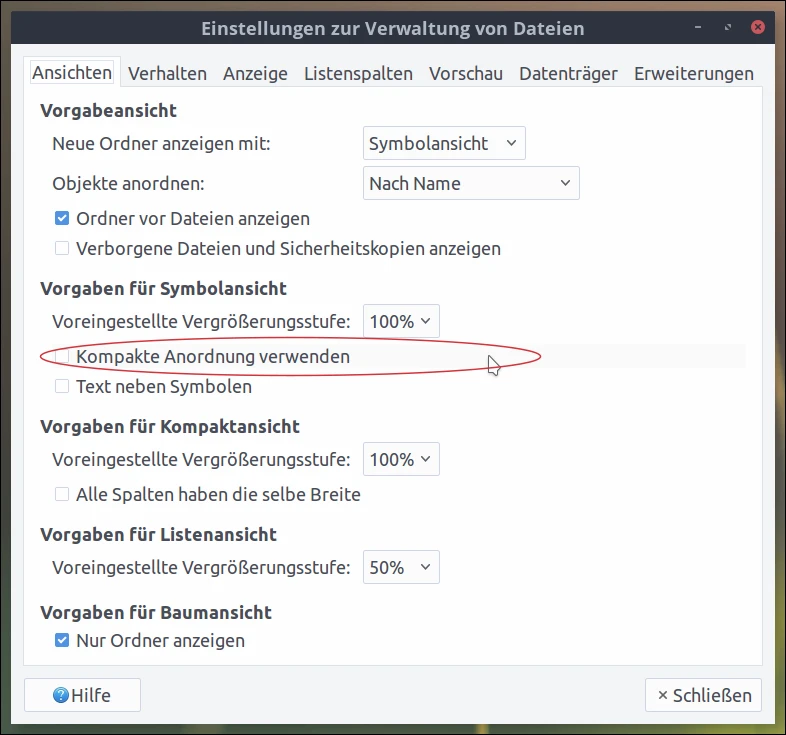 Einstellungen zur Verwaltung von Dateien
Ansichten Verhalten Anzeige Listenspalten Vorschau Datenträger Erweiterungen
Vorgabeansicht
Neue Ordner anzeigen mit: Symbolansicht
Objekte anordnen: Nach Name
Ordner vor Dateien anzeigen
Verborgene Dateien und Sicherheitskopien anzeigen
Vorgaben für Symbolansicht
Voreingestellte Vergrößerungsstufe: 100%
Kompakte Anordnung verwenden
Text neben Symbolen
Vorgaben für Kompaktansicht
Voreingestellte Vergrößerungsstufe: 100%
Alle Spalten haben die selbe Breite
Vorgaben für Listenansicht
Voreingestellte Vergrößerungsstufe: 50%
Vorgaben für Baumansicht
Nur Ordner anzeigen
Hilfe Schließen